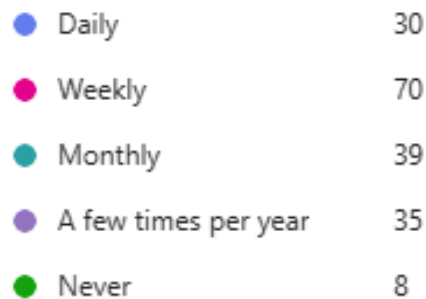 Daily 30
Weekly 70
Monthly 39
A few times per year 35
Never 8